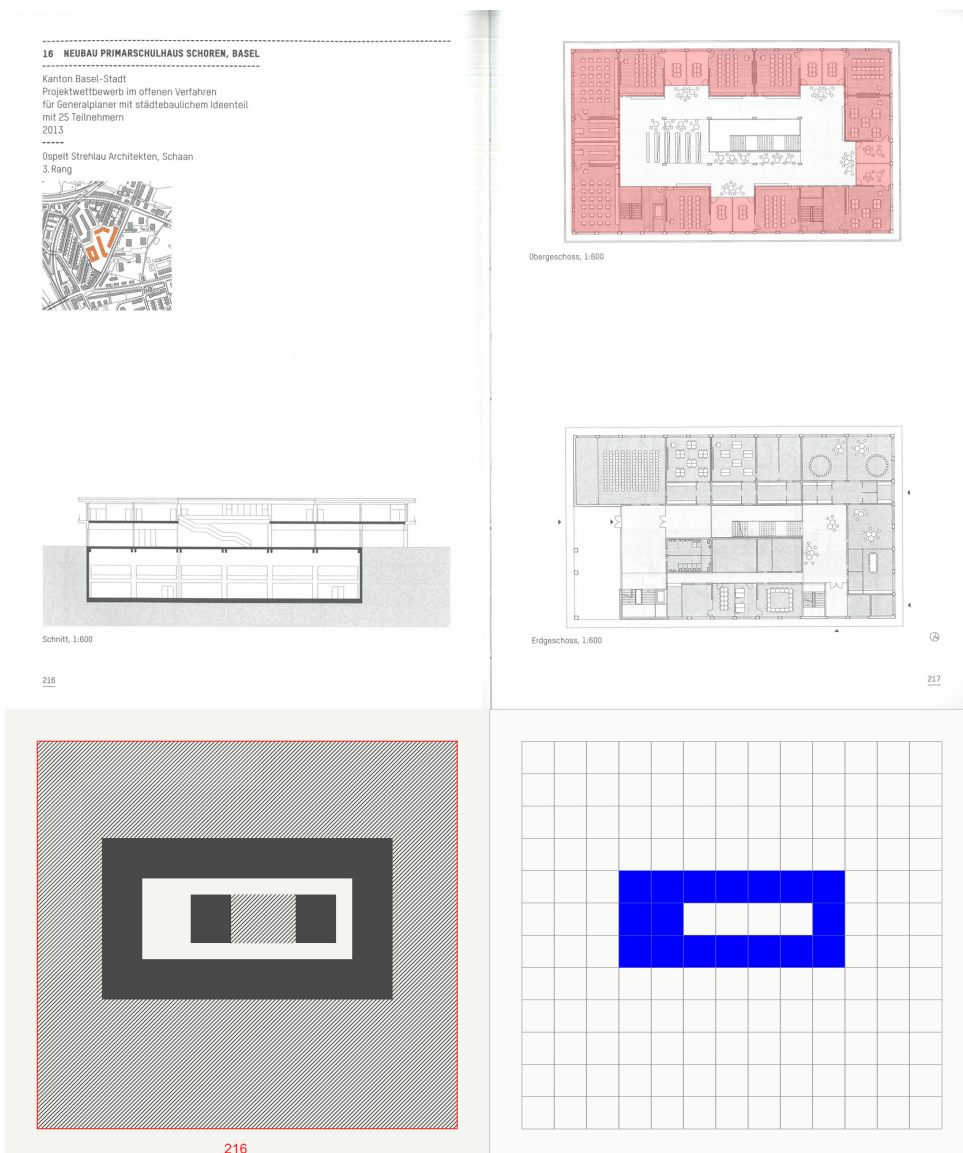 16 NEUBAU PRIMARSCHULHAUS SCHOREN, BASEL
Kanton Basel-Stadt
Projektwettbewerb im offenen Verfahren
für Generalplaner mit städtebaulichem Ideenteil
mit 25 Teilnehmern
2013
Ospelt Strehlau Architekten, Schaan
3. Rang
Obergeschoss, 1:600
Schnitt, 1:600
Erdgeschoss, 1:600
216
217
216